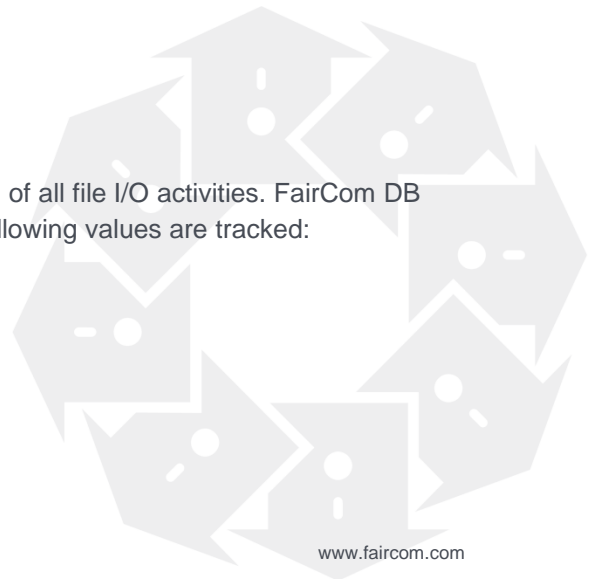 of all file I/O activities. FairCom DB
llowing values are tracked:
www.faircom.com